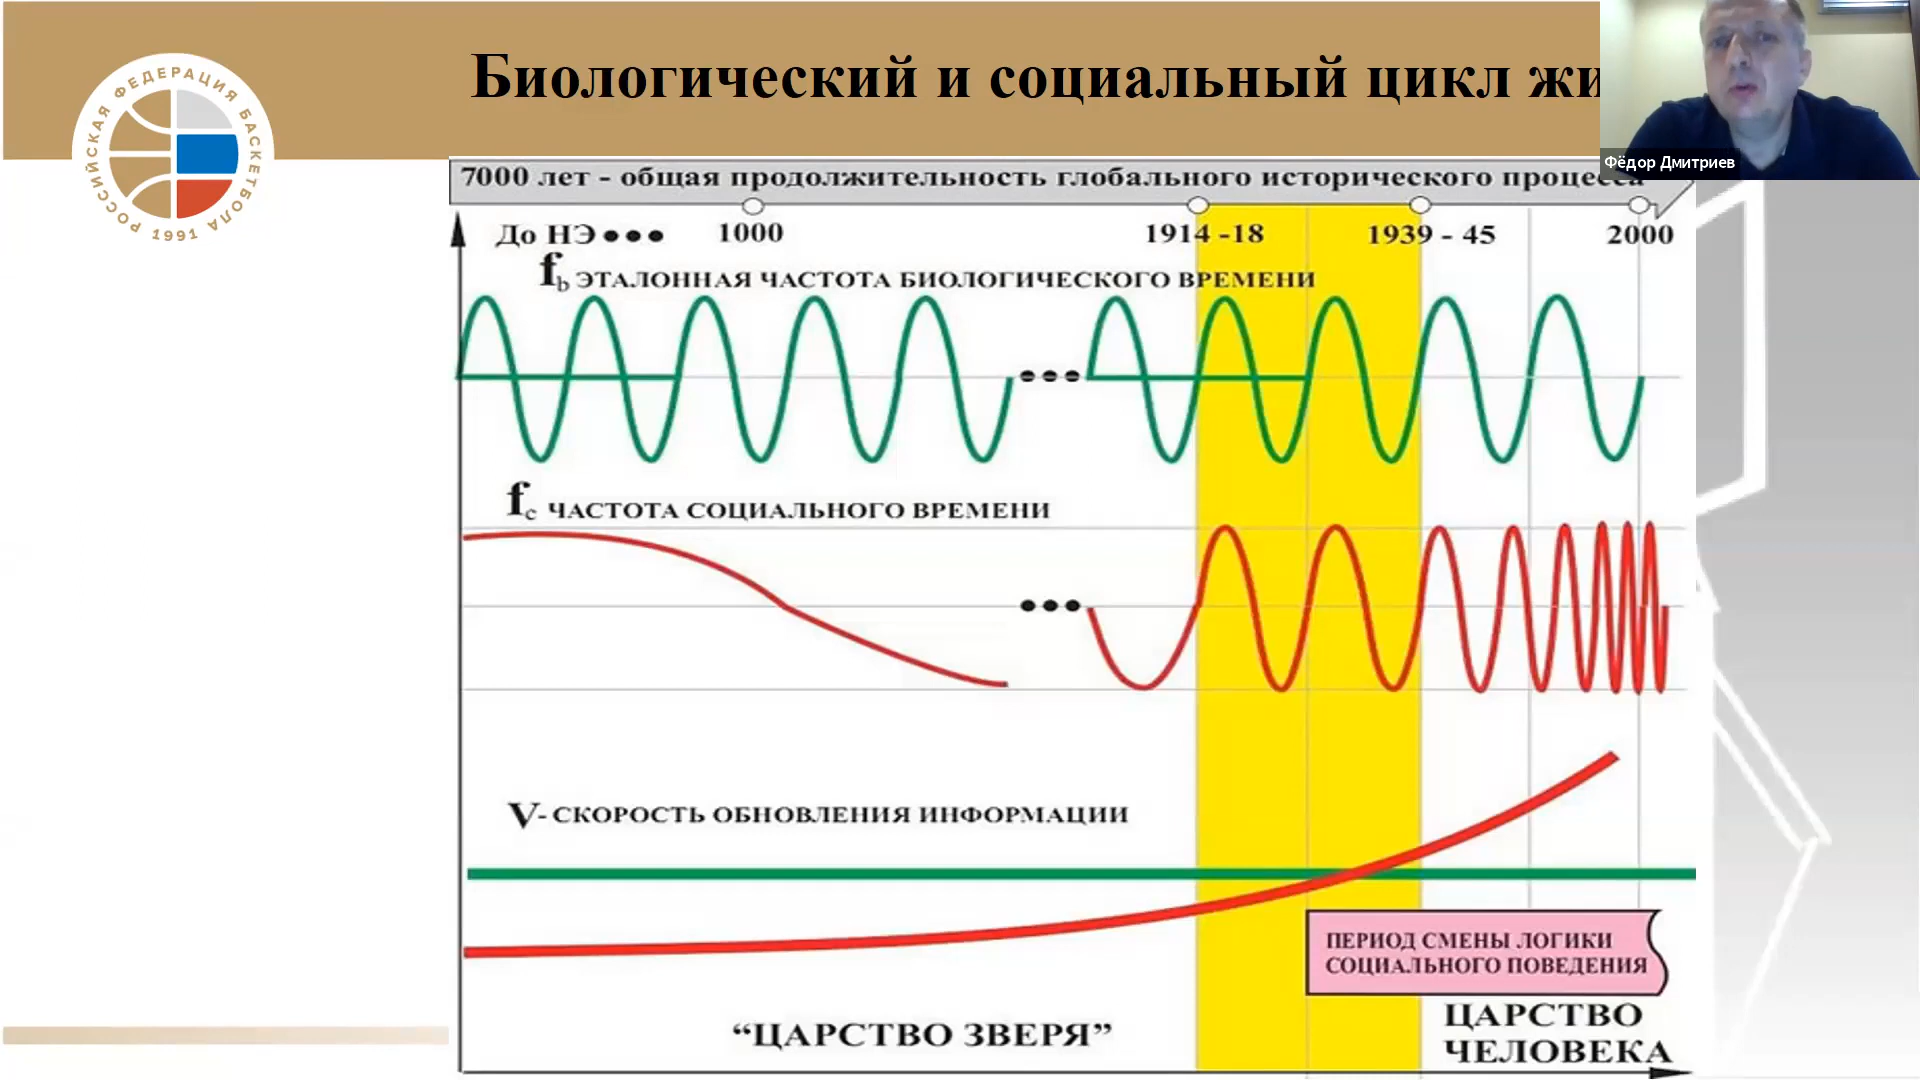 Биологический и социальный цикл жи
РОССИЙСКАЯ ФЕДЕРАЦИЯ БАСКЕТБОЛА
1991
Фёдор Дмитриев
7000 лет - общая продолжительность глобального исторического процесса
До НЭ ●●● 1000 1914 -18 1939 - 45 2000
fb ЭТАЛОННАЯ ЧАСТОТА БИОЛОГИЧЕСКОГО ВРЕМЕНИ
●●●
fc ЧАСТОТА СОЦИАЛЬНОГО ВРЕМЕНИ
●●●
V- СКОРОСТЬ ОБНОВЛЕНИЯ ИНФОРМАЦИИ
ПЕРИОД СМЕНЫ ЛОГИКИ
СОЦИАЛЬНОГО ПОВЕДЕНИЯ
“ЦАРСТВО ЗВЕРЯ”
ЦАРСТВО
ЧЕЛОВЕКА